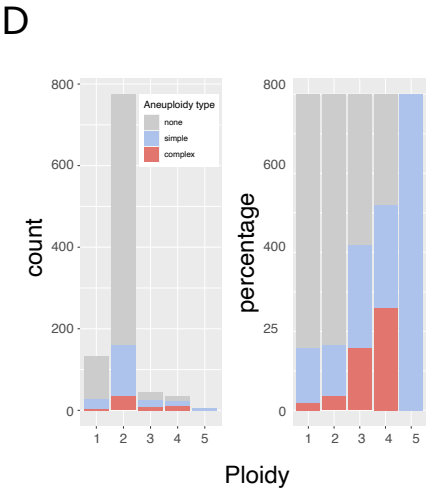 D
800
600
400
200
0
count
Aneuploidy type
none
simple
complex
1 2 3 4 5
800
600
400
25
0
percentage
1 2 3 4 5
Ploidy